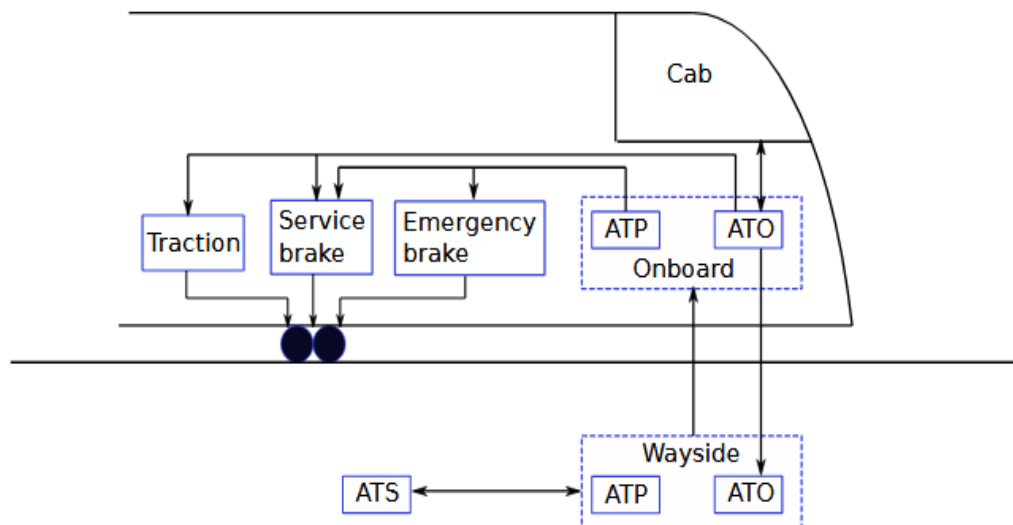 Cab
Traction
Service
brake
Emergency
brake
ATP
ATO
Onboard
Wayside
ATS
ATP
ATO